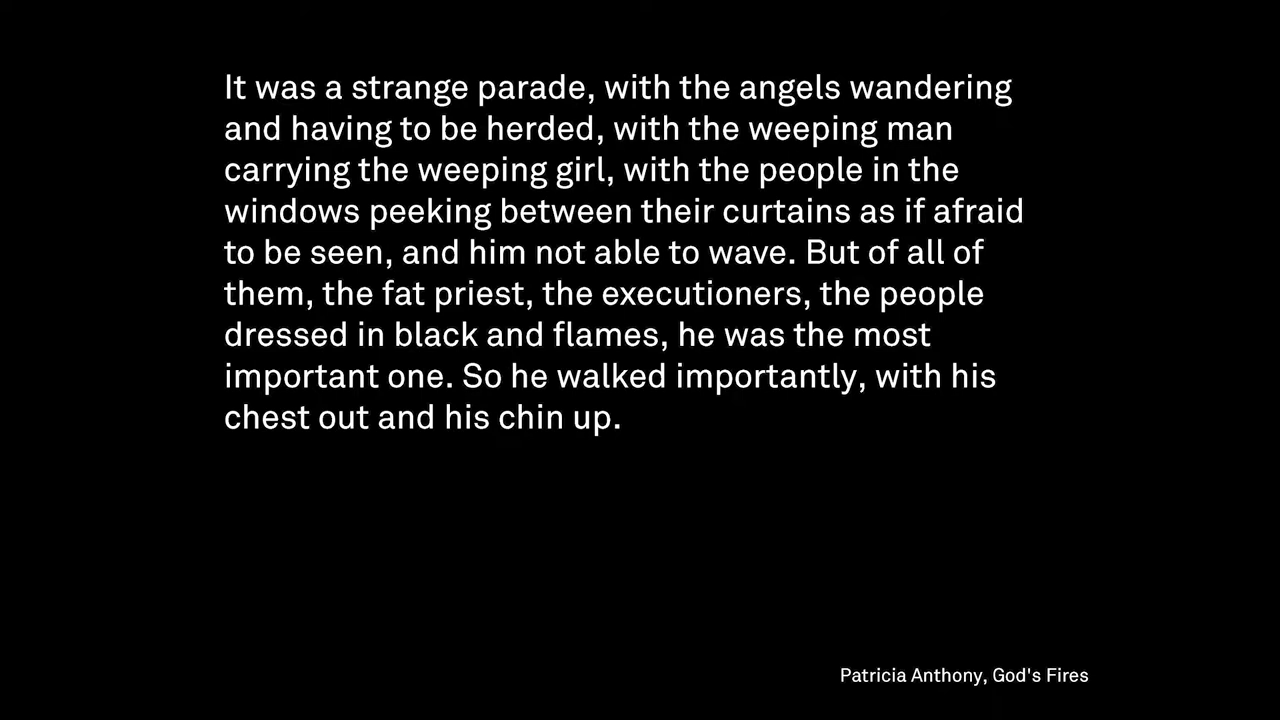 It was a strange parade, with the angels wandering
and having to be herded, with the weeping man
carrying the weeping girl, with the people in the
windows peeking between their curtains as if afraid
to be seen, and him not able to wave. But of all of
them, the fat priest, the executioners, the people
dressed in black and flames, he was the most
important one. So he walked importantly, with his
chest out and his chin up.
Patricia Anthony, God's Fires